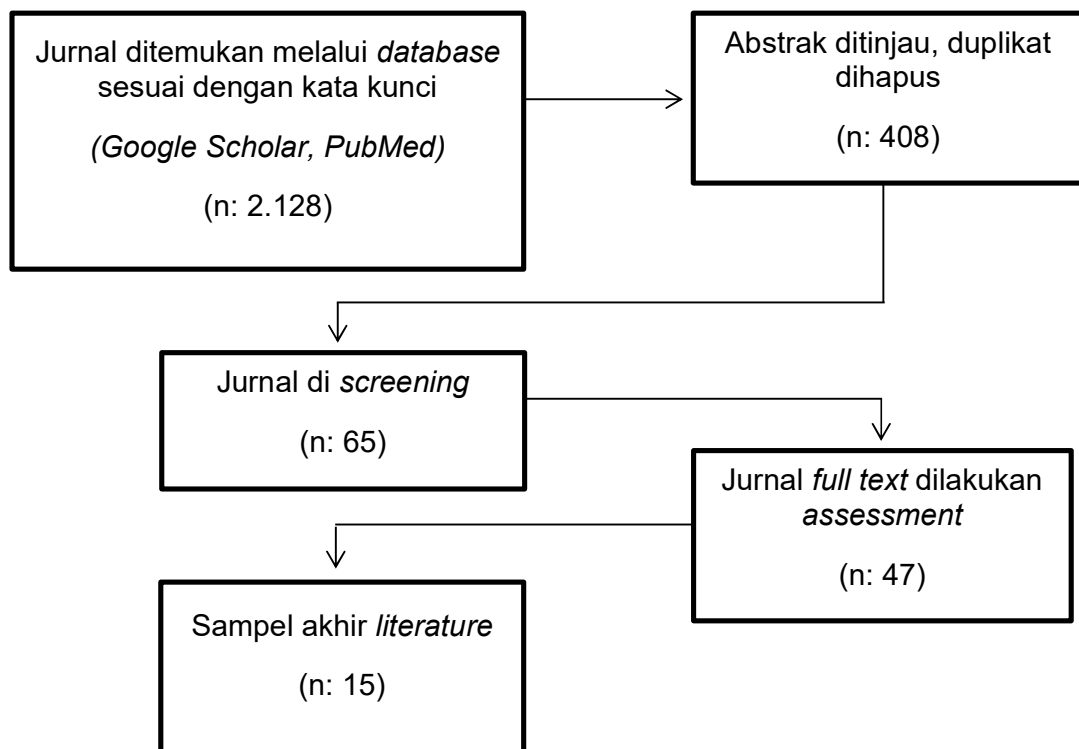 Jurnal ditemukan melalui database
sesuai dengan kata kunci
(Google Scholar, PubMed)
(n: 2.128)
Abstrak ditinjau, duplikat
dihapus
(n: 408)
Jurnal di screening
(n: 65)
Jurnal full text dilakukan
assessment
(n: 47)
Sampel akhir literature
(n: 15)